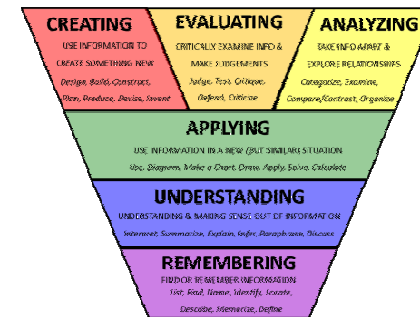 CREATING
USE INFORMATION TO
CREATE SOMETHING NEW
Design, Build, Construct,
Plan, Produce, Devise, Invent
EVALUATING
CRITICALLY EXAMINE INFO &
MAKE JUDGEMENTS
Judge, Test, Critique,
Defend, Criticize
ANALYZING
TAKE INFO APART &
EXPLORE RELATIONSHIPS
Categorize, Examine,
Compare/Contrast, Organize
APPLYING
USE INFORMATION IN A NEW (BUT SIMILAR) SITUATION
Use, Diagram, Make a Chart, Draw, Apply, Solve, Calculate
UNDERSTANDING
UNDERSTANDING & MAKING SENSE OUT OF INFORMATION
Interpret, Summarize, Explain, Infer, Paraphrase, Discuss
REMEMBERING
FIND OR REMEMBER INFORMATION
List, Find, Name, Identify, Locate,
Describe, Memorize, Define